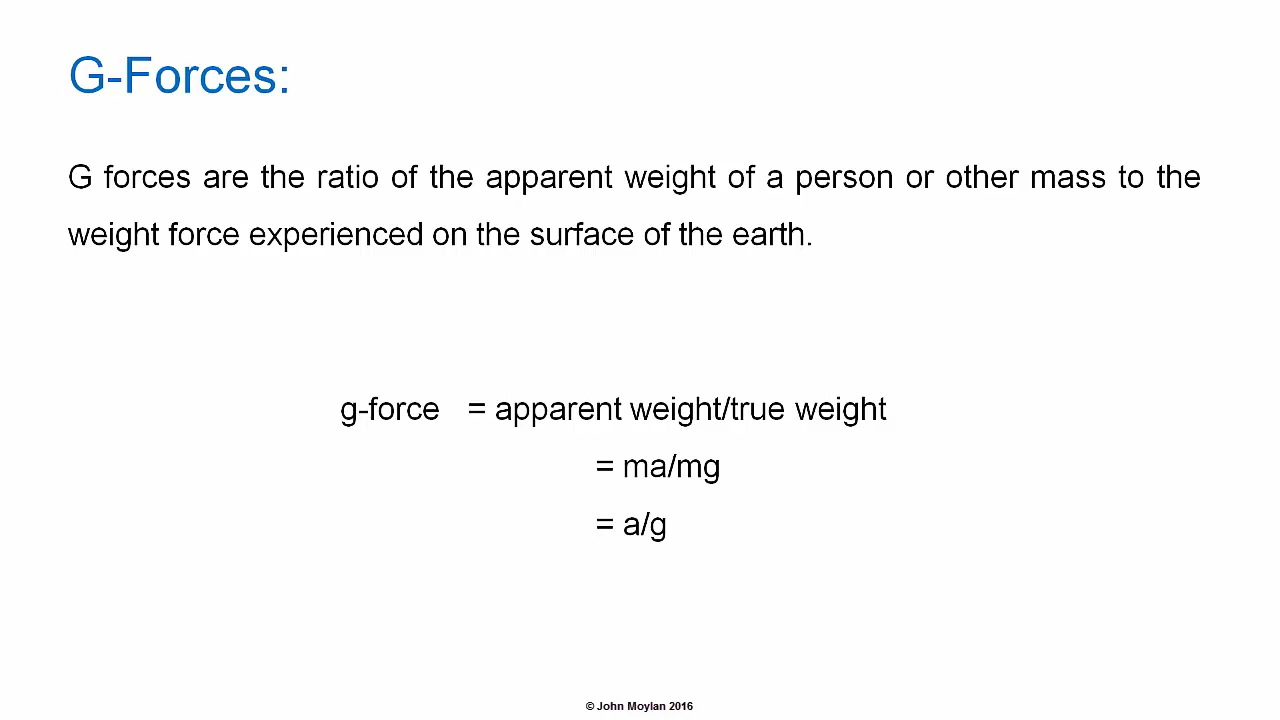 G-Forces:
G forces are the ratio of the apparent weight of a person or other mass to the
weight force experienced on the surface of the earth.
g-force = apparent weight/true weight
= ma/mg
= a/g
© John Moylan 2016